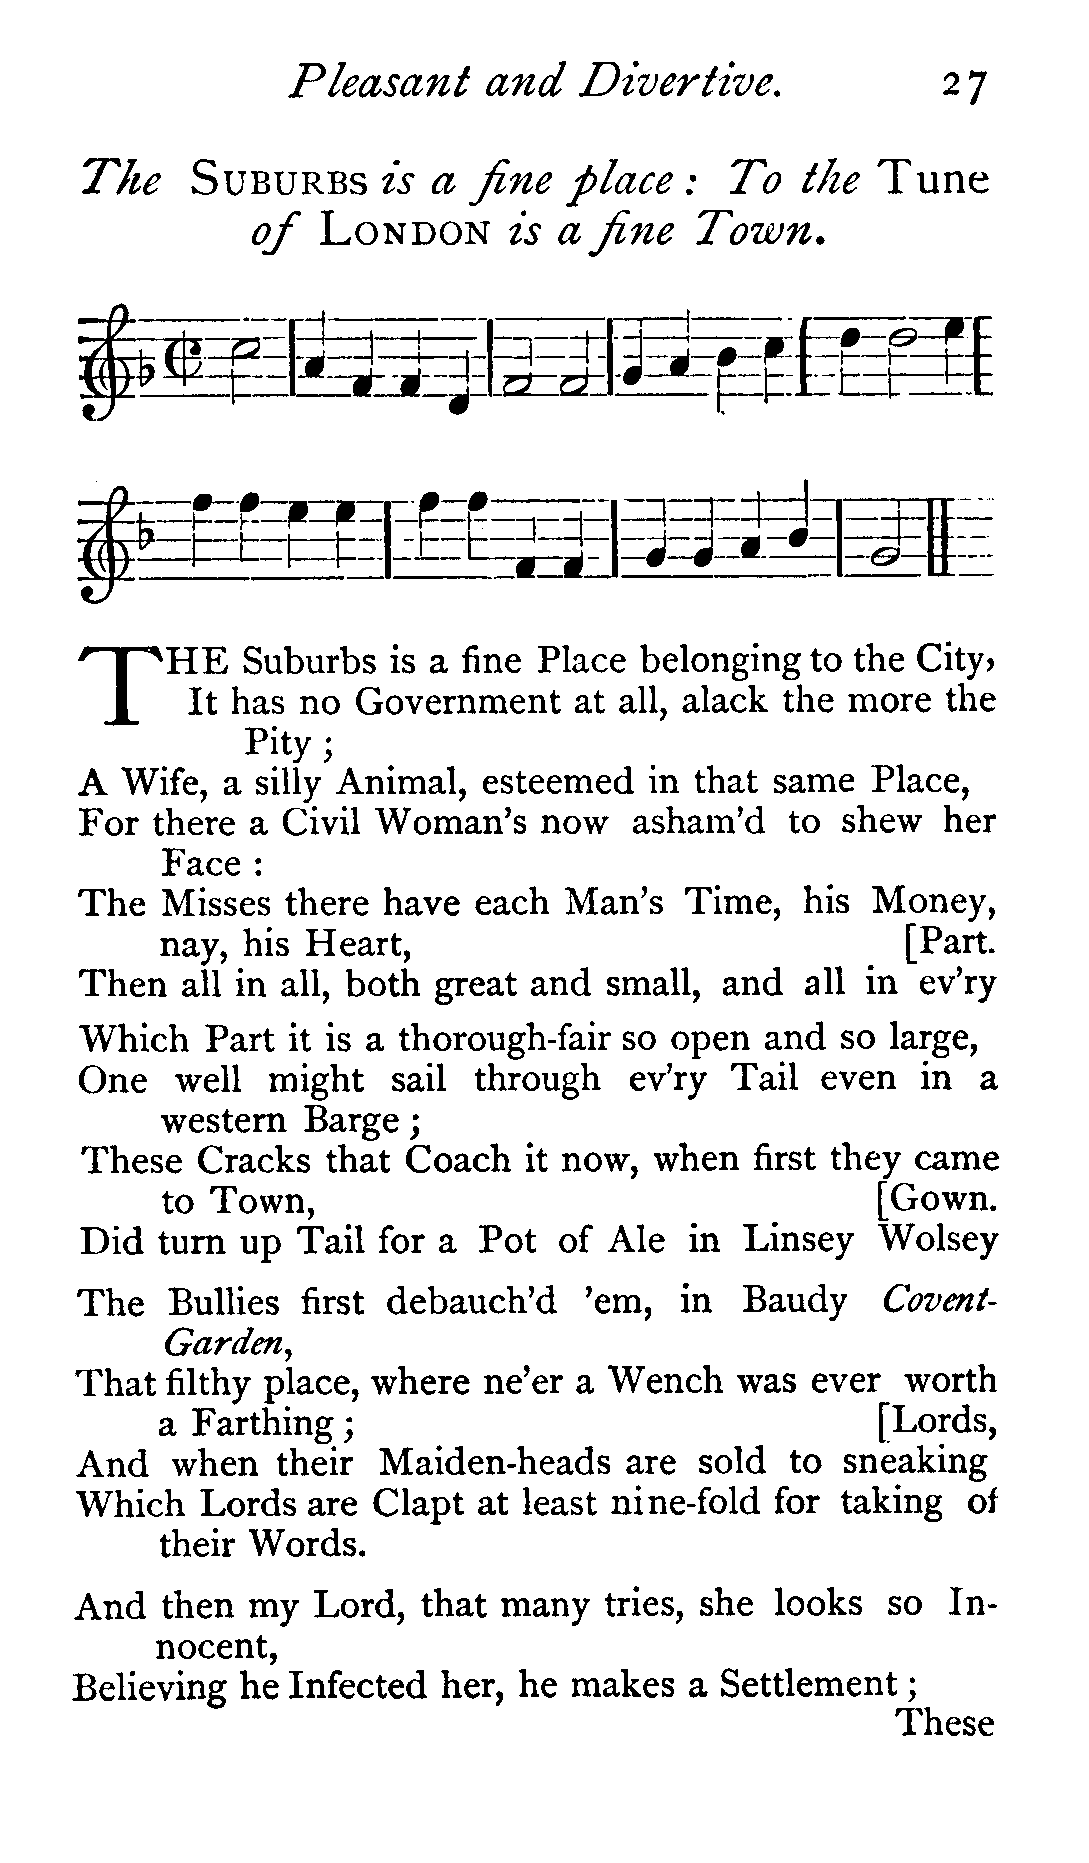 Pleasant and Divertive. 27
The SUBURBS is a fine place : To the Tune
of LONDON is a fine Town.
THE Suburbs is a fine Place belonging to the City,
It has no Government at all, alack the more the
Pity ;
A Wife, a silly Animal, esteemed in that same Place,
For there a Civil Woman's now asham'd to shew her
Face :
The Misses there have each Man's Time, his Money,
nay, his Heart, [Part.
Then all in all, both great and small, and all in ev'ry
Which Part it is a thorough-fair so open and so large,
One well might sail through ev'ry Tail even in a
western Barge ;
These Cracks that Coach it now, when first they came
to Town, [Gown.
Did turn up Tail for a Pot of Ale in Linsey Wolsey
The Bullies first debauch'd 'em, in Baudy Covent-
Garden,
That filthy place, where ne'er a Wench was ever worth
a Farthing ; [Lords,
And when their Maiden-heads are sold to sneaking
Which Lords are Clapt at least nine-fold for taking of
their Words.
And then my Lord, that many tries, she looks so In-
nocent,
Believing he Infected her, he makes a Settlement ;
These